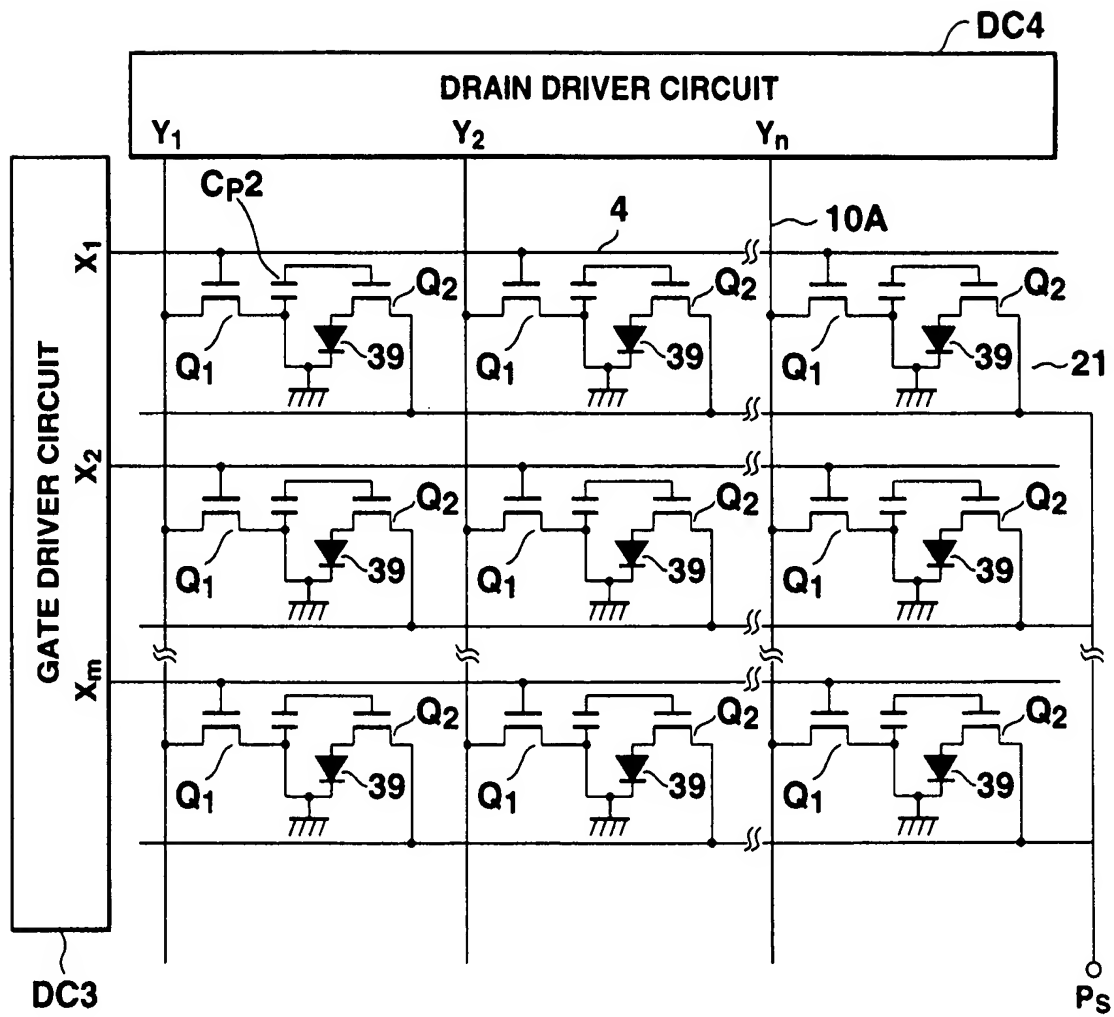 DC4
DRAIN DRIVER CIRCUIT
Y1 Y2 Yn
CP2 4 10A
X1
Q2 Q2 Q2
Q1 39 Q1 39 Q1 39 21
GATE DRIVER CIRCUIT
X2
Q2 Q2 Q2
Q1 39 Q1 39 Q1 39
Xm
Q2 Q2 Q2
Q1 39 Q1 39 Q1 39
DC3
PS